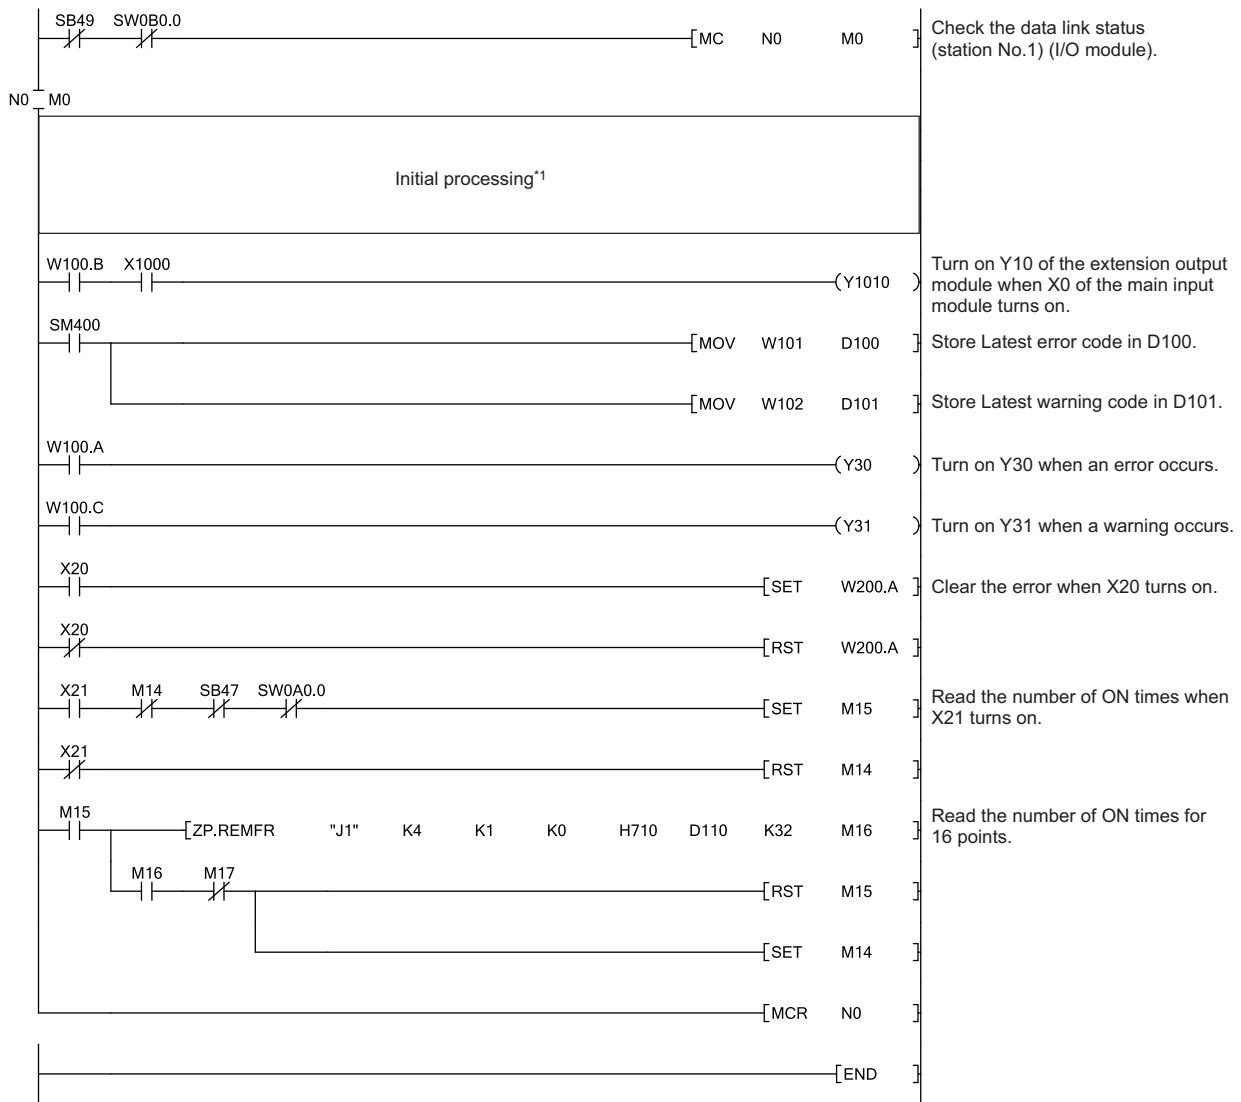 SB49 SW0B0.0
MC N0 M0
Check the data link status
(station No.1) (I/O module).
N0 M0
Initial processing*1
W100.B X1000
Y1010
Turn on Y10 of the extension output
module when X0 of the main input
module turns on.
SM400
MOV W101 D100
Store Latest error code in D100.
MOV W102 D101
Store Latest warning code in D101.
W100.A
Y30
Turn on Y30 when an error occurs.
W100.C
Y31
Turn on Y31 when a warning occurs.
X20
SET W200.A
Clear the error when X20 turns on.
X20
RST W200.A
X21 M14 SB47 SW0A0.0
SET M15
Read the number of ON times when
X21 turns on.
X21
RST M14
M15
ZP.REMFR "J1" K4 K1 K0 H710 D110 K32 M16
Read the number of ON times for
16 points.
M16 M17
RST M15
SET M14
MCR N0
END